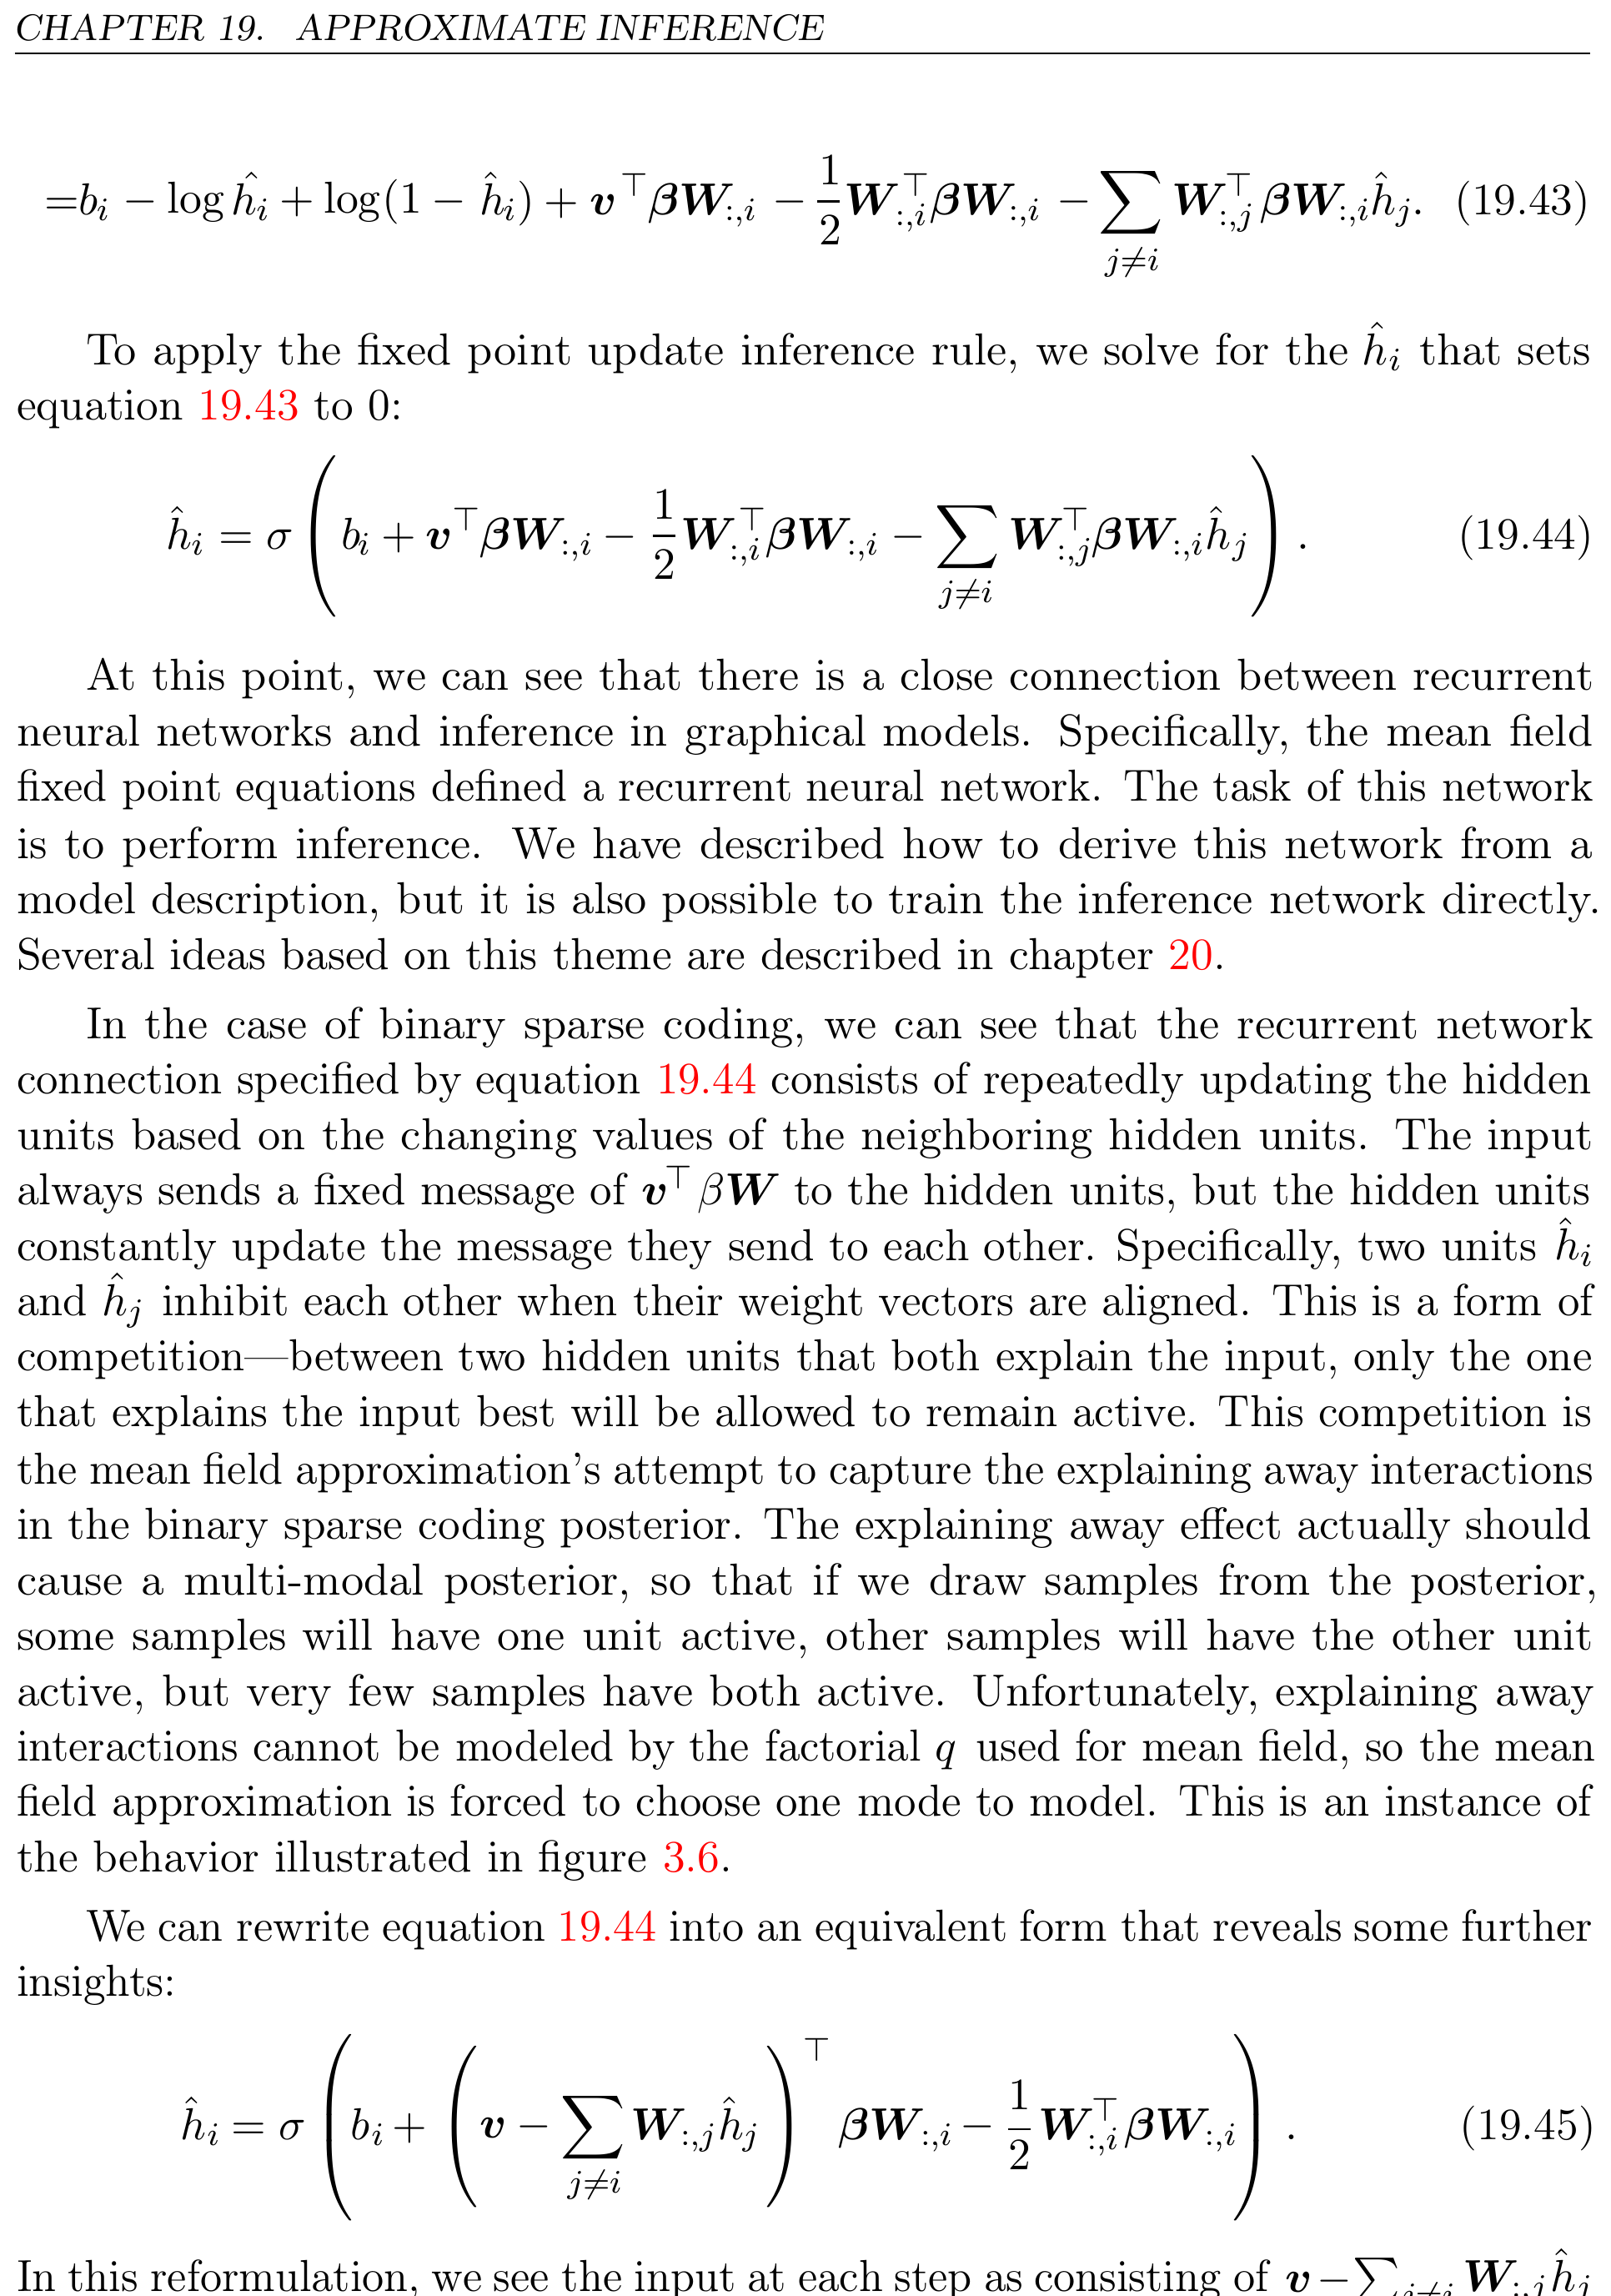 CHAPTER 19. APPROXIMATE INFERENCE
=b_i − log ĥ_i + log(1 − ĥ_i) + v^⊤βW_{:,i} − 1/2 W_{:,i}^⊤βW_{:,i} − ∑_{j≠i} W_{:,j}^⊤βW_{:,i}ĥ_j. (19.43)
To apply the fixed point update inference rule, we solve for the ĥ_i that sets
equation 19.43 to 0:
ĥ_i = σ ( b_i + v^⊤βW_{:,i} − 1/2 W_{:,i}^⊤βW_{:,i} − ∑_{j≠i} W_{:,j}^⊤βW_{:,i}ĥ_j ) . (19.44)
At this point, we can see that there is a close connection between recurrent
neural networks and inference in graphical models. Specifically, the mean field
fixed point equations defined a recurrent neural network. The task of this network
is to perform inference. We have described how to derive this network from a
model description, but it is also possible to train the inference network directly.
Several ideas based on this theme are described in chapter 20.
In the case of binary sparse coding, we can see that the recurrent network
connection specified by equation 19.44 consists of repeatedly updating the hidden
units based on the changing values of the neighboring hidden units. The input
always sends a fixed message of v^⊤βW to the hidden units, but the hidden units
constantly update the message they send to each other. Specifically, two units ĥ_i
and ĥ_j inhibit each other when their weight vectors are aligned. This is a form of
competition—between two hidden units that both explain the input, only the one
that explains the input best will be allowed to remain active. This competition is
the mean field approximation's attempt to capture the explaining away interactions
in the binary sparse coding posterior. The explaining away effect actually should
cause a multi-modal posterior, so that if we draw samples from the posterior,
some samples will have one unit active, other samples will have the other unit
active, but very few samples have both active. Unfortunately, explaining away
interactions cannot be modeled by the factorial q used for mean field, so the mean
field approximation is forced to choose one mode to model. This is an instance of
the behavior illustrated in figure 3.6.
We can rewrite equation 19.44 into an equivalent form that reveals some further
insights:
ĥ_i = σ ( b_i + ( v − ∑_{j≠i} W_{:,j}ĥ_j )^⊤ βW_{:,i} − 1/2 W_{:,i}^⊤βW_{:,i} ) . (19.45)
In this reformulation, we see the input at each step as consisting of v − ∑_{j≠i} W_{:,j}ĥ_j